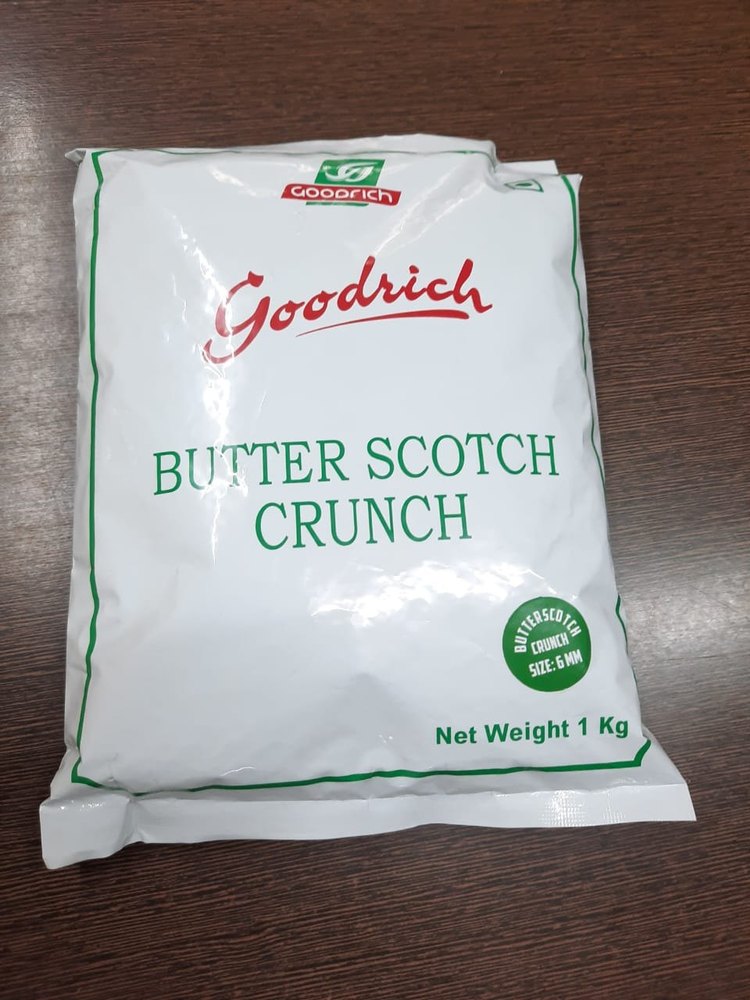 GOODRICH
Goodrich
BUTTER SCOTCH
CRUNCH
BUTTERSCOTCH
CRUNCH
SIZE: 6 MM
Net Weight 1 Kg